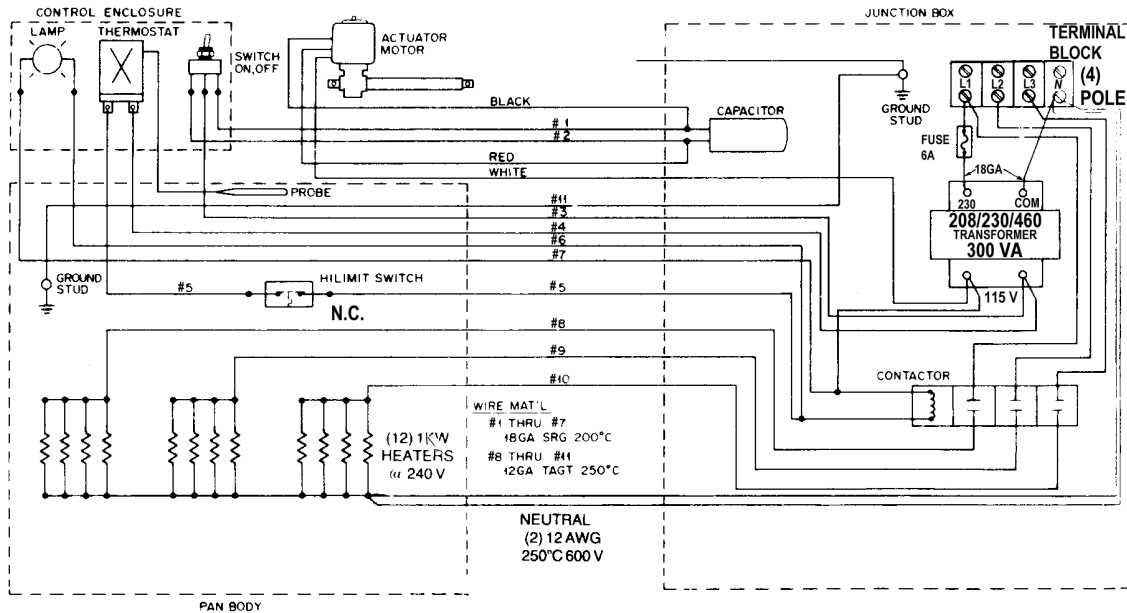 CONTROL ENCLOSURE
LAMP
THERMOSTAT
SWITCH
ON,OFF
ACTUATOR
MOTOR
BLACK
#1
#2
RED
WHITE
CAPACITOR
JUNCTION BOX
TERMINAL
BLOCK
(4)
POLE
L1
L2
L3
N
GROUND
STUD
FUSE
6A
18GA
230
COM
208/230/460
TRANSFORMER
300 VA
115 V
PROBE
#11
#3
#4
#6
#7
GROUND
STUD
#5
HILIMIT SWITCH
N.C.
#5
#8
#9
#10
CONTACTOR
WIRE MAT'L
#1 THRU #7
18GA SRG 200°C
#8 THRU #11
12GA TAGT 250°C
(12) 1KW
HEATERS
@ 240 V
NEUTRAL
(2) 12 AWG
250°C 600 V
PAN BODY